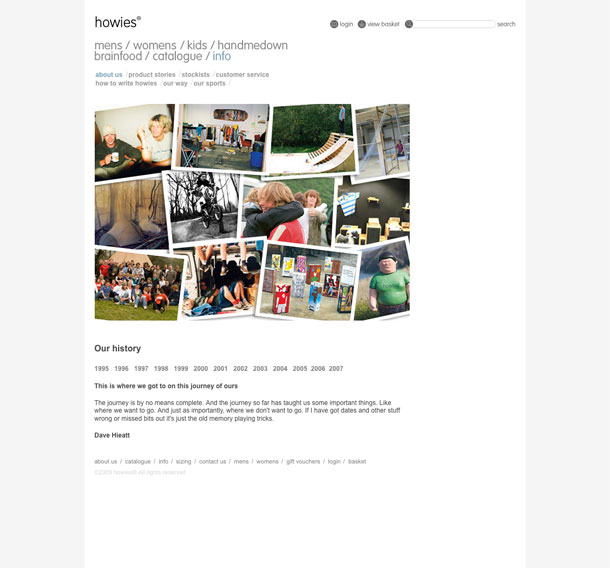 howies®
login view basket search
mens / womens / kids / handmedown
brainfood / catalogue / info
about us / product stories / stockists / customer service
how to write howies / our way / our sports /
Our history
1995 1996 1997 1998 1999 2000 2001 2002 2003 2004 2005 2006 2007
This is where we got to on this journey of ours
The journey is by no means complete. And the journey so far has taught us some important things. Like
where we want to go. And just as importantly, where we don't want to go. If I have got dates and other stuff
wrong or missed bits out it's just the old memory playing tricks.
Dave Hieatt
about us / catalogue / info / sizing / contact us / mens / womens / gift vouchers / login / basket
©2009 howies® All rights reserved